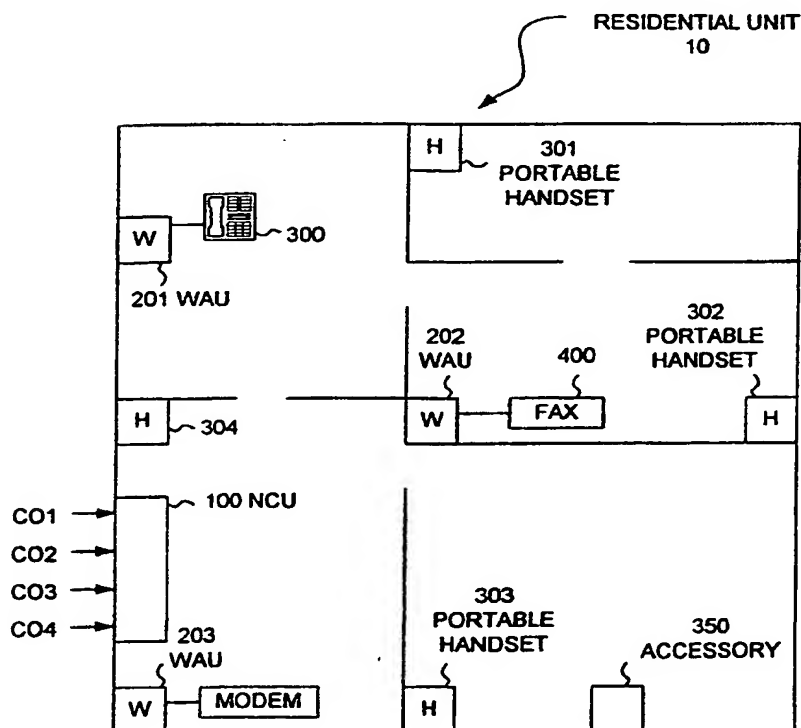 RESIDENTIAL UNIT
10
H
301
PORTABLE
HANDSET
W
300
201 WAU
302
PORTABLE
HANDSET
202
WAU
400
H
304
W
FAX
H
100 NCU
CO1
CO2
CO3
CO4
203
WAU
303
PORTABLE
HANDSET
350
ACCESSORY
W
MODEM
H